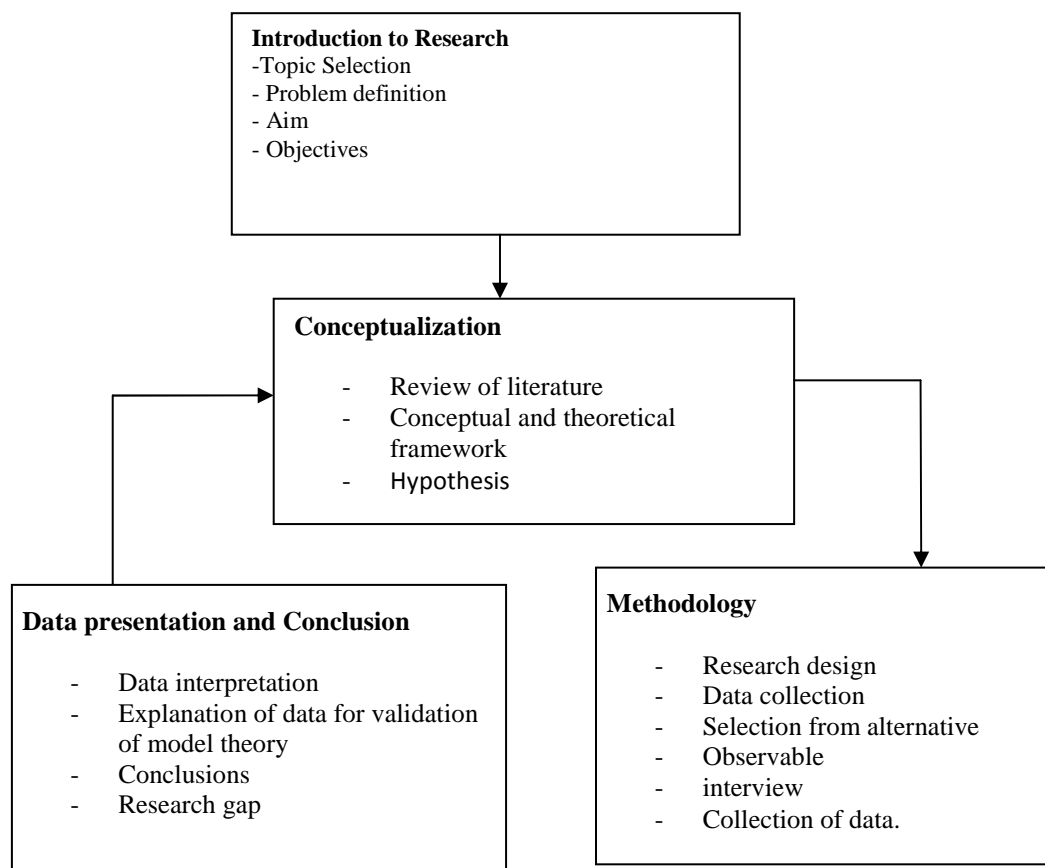 Introduction to Research
-Topic Selection
- Problem definition
- Aim
- Objectives
Conceptualization
- Review of literature
- Conceptual and theoretical
framework
- Hypothesis
Data presentation and Conclusion
- Data interpretation
- Explanation of data for validation
of model theory
- Conclusions
- Research gap
Methodology
- Research design
- Data collection
- Selection from alternative
- Observable
- interview
- Collection of data.